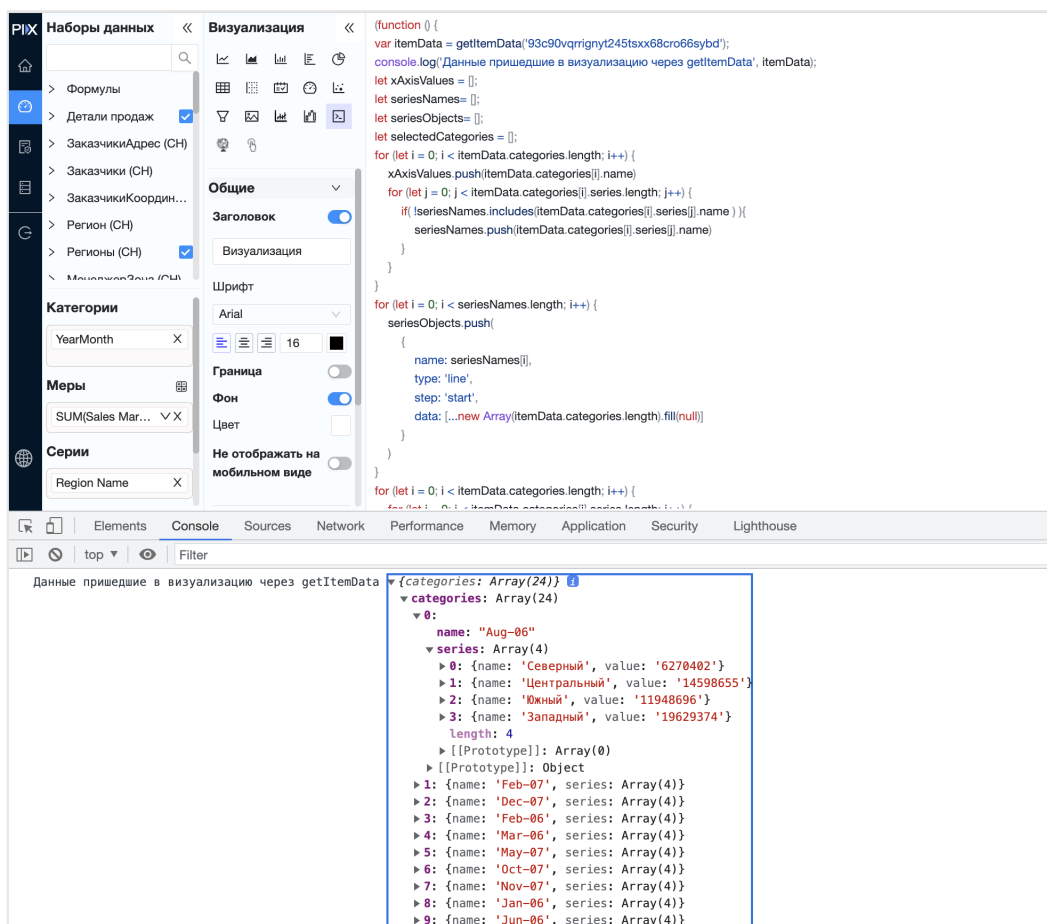 PIX
Наборы данных
Формулы
Детали продаж
ЗаказчикиАдрес (CH)
Заказчики (CH)
ЗаказчикиКоордин...
Регион (CH)
Регионы (CH)
МенеджерЗона (CH)
Категории
YearMonth X
Меры
SUM(Sales Mar... X
Серии
Region Name X
Визуализация
Общие
Заголовок
Визуализация
Шрифт
Arial
16
Граница
Фон
Цвет
Не отображать на
мобильном виде
(function () {
var itemData = getItemData('93c90vqrrignyt245tsxx68cro66sybd');
console.log('Данные пришедшие в визуализацию через getItemData', itemData);
let xAxisValues = [];
let seriesNames= [];
let seriesObjects= [];
let selectedCategories = [];
for (let i = 0; i < itemData.categories.length; i++) {
xAxisValues.push(itemData.categories[i].name)
for (let j = 0; j < itemData.categories[i].series.length; j++) {
if( !seriesNames.includes(itemData.categories[i].series[j].name ) ){
seriesNames.push(itemData.categories[i].series[j].name)
}
}
}
for (let i = 0; i < seriesNames.length; i++) {
seriesObjects.push(
{
name: seriesNames[i],
type: 'line',
step: 'start',
data: [...new Array(itemData.categories.length).fill(null)]
}
)
}
for (let i = 0; i < itemData.categories.length; i++) {
for (let j = 0; j < itemData.categories[i].series.length; j++) {
Elements Console Sources Network Performance Memory Application Security Lighthouse
top ▼ Filter
Данные пришедшие в визуализацию через getItemData ▼{categories: Array(24)} i
▼categories: Array(24)
▼0:
name: "Aug-06"
▼series: Array(4)
▶0: {name: 'Северный', value: '6270402'}
▶1: {name: 'Центральный', value: '14598655'}
▶2: {name: 'Южный', value: '11948696'}
▶3: {name: 'Западный', value: '19629374'}
length: 4
▶[[Prototype]]: Array(0)
▶[[Prototype]]: Object
▶1: {name: 'Feb-07', series: Array(4)}
▶2: {name: 'Dec-07', series: Array(4)}
▶3: {name: 'Feb-06', series: Array(4)}
▶4: {name: 'Mar-06', series: Array(4)}
▶5: {name: 'May-07', series: Array(4)}
▶6: {name: 'Oct-07', series: Array(4)}
▶7: {name: 'Nov-07', series: Array(4)}
▶8: {name: 'Jan-06', series: Array(4)}
▶9: {name: 'Jun-06', series: Array(4)}